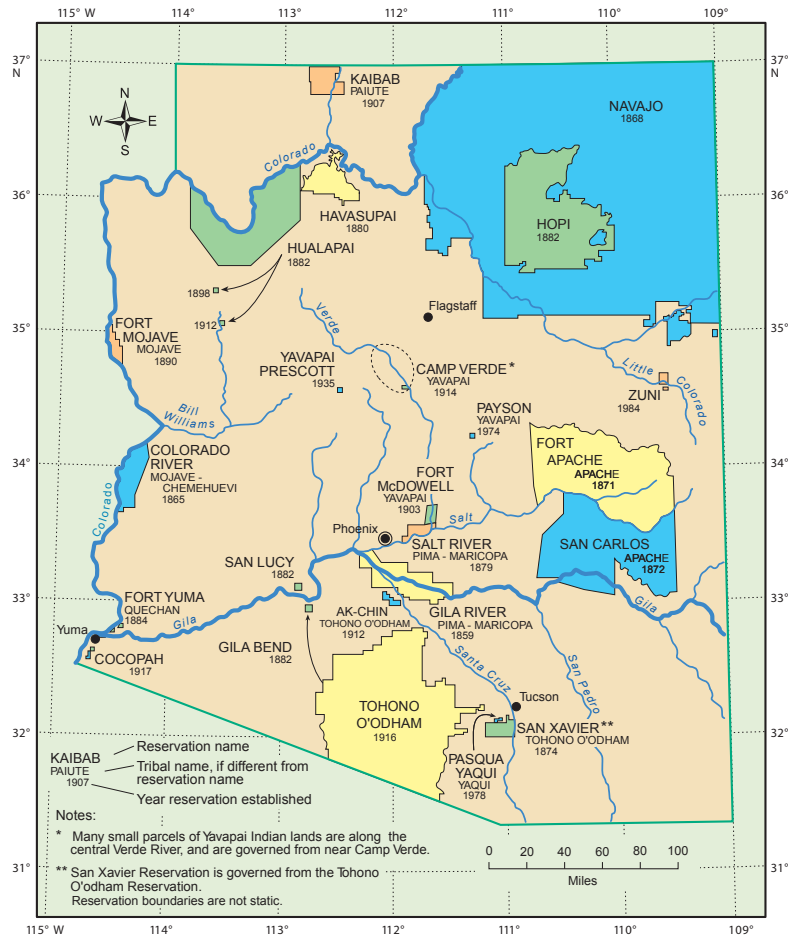 115° W
114°
113°
112°
111°
110°
109°
37°
N
37°
N
KAIBAB
PAIUTE
1907
NAVAJO
1868
N
W
E
S
Colorado
36°
36°
HAVASUPAI
1880
HOPI
1882
HUALAPAI
1882
1898
1912
Verde
Flagstaff
35°
35°
FORT
MOJAVE
MOJAVE
1890
YAVAPAI
PRESCOTT
1935
CAMP VERDE *
YAVAPAI
1914
Little
Colorado
ZUNI
1984
Bill
Williams
PAYSON
YAVAPAI
1974
34°
34°
COLORADO
RIVER
MOJAVE -
CHEMEHUEVI
1865
FORT
APACHE
APACHE
1871
FORT
McDOWELL
YAVAPAI
1903
Colorado
Phoenix
Salt
SALT RIVER
PIMA - MARICOPA
1879
SAN CARLOS
APACHE
1872
SAN LUCY
1882
33°
33°
FORT YUMA
QUECHAN
1884
Gila
Gila
AK-CHIN
TOHONO O'ODHAM
1912
GILA RIVER
PIMA - MARICOPA
1859
Yuma
COCOPAH
1917
GILA BEND
1882
Santa Cruz
San Pedro
TOHONO
O'ODHAM
1916
Tucson
32°
32°
SAN XAVIER **
TOHONO O'ODHAM
1874
PASQUA
YAQUI
YAQUI
1978
KAIBAB
PAIUTE
1907
Reservation name
Tribal name, if different from
reservation name
Year reservation established
Notes:
* Many small parcels of Yavapai Indian lands are along the
central Verde River, and are governed from near Camp Verde.
** San Xavier Reservation is governed from the Tohono
O'odham Reservation.
Reservation boundaries are not static.
0 20 40 60 80 100
Miles
31°
31°
115° W
114°
113°
112°
111°
110°
109°